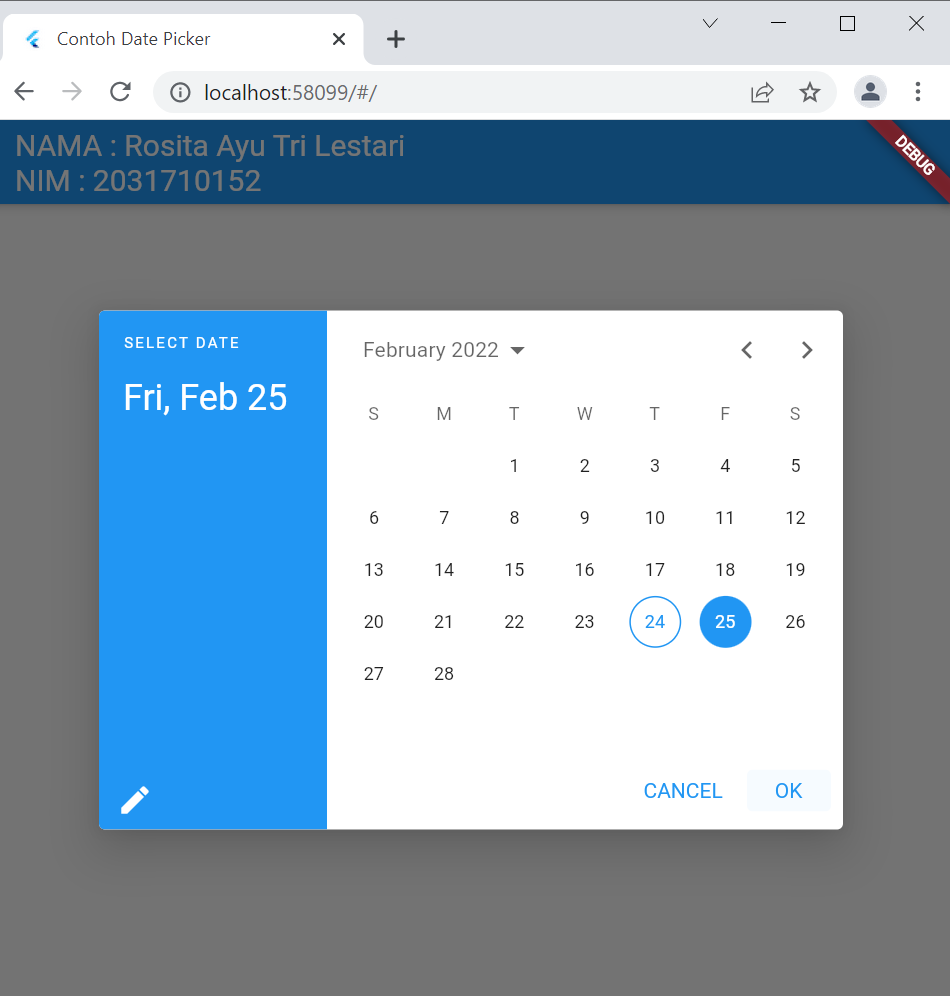 Contoh Date Picker
localhost:58099/#/
NAMA : Rosita Ayu Tri Lestari
NIM : 2031710152
DEBUG
SELECT DATE
Fri, Feb 25
February 2022
S M T W T F S
1 2 3 4 5
6 7 8 9 10 11 12
13 14 15 16 17 18 19
20 21 22 23 24 25 26
27 28
CANCEL OK